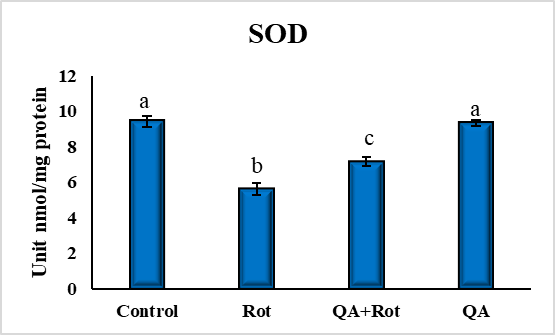 SOD
Unit nmol/mg protein
12
10
8
6
4
2
0
a
b
c
a
Control Rot QA+Rot QA